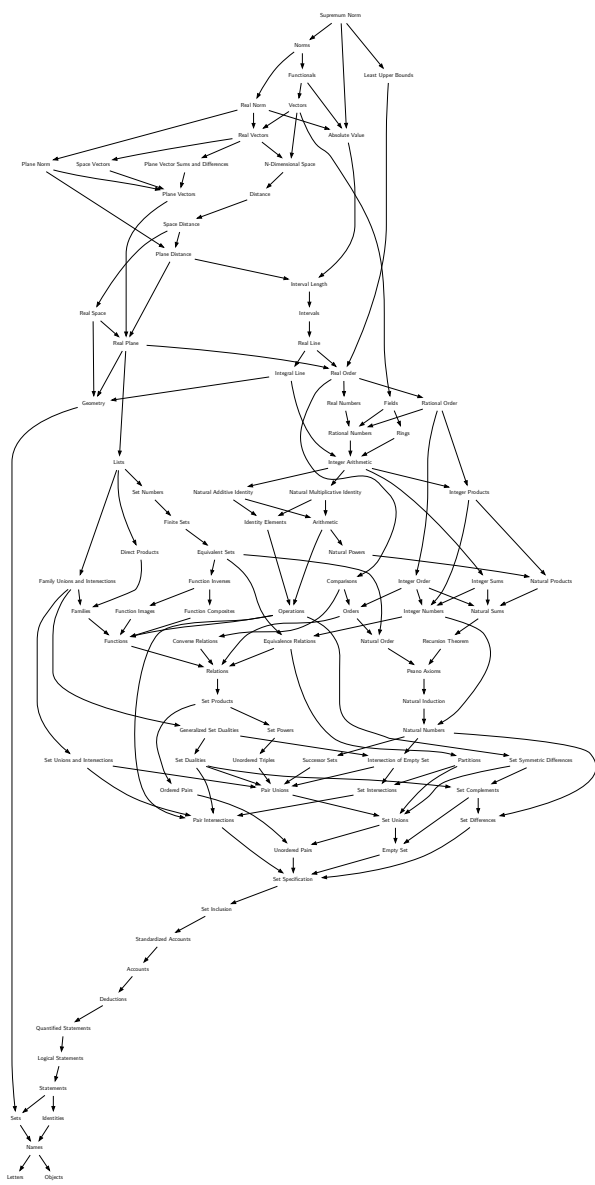 Supremum Norm
Norms
Functionals
Least Upper Bounds
Real Norm
Vectors
Real Vectors
Absolute Value
Plane Norm
Space Vectors
Plane Vector Sums and Differences
N-Dimensional Space
Plane Vectors
Distance
Space Distance
Plane Distance
Interval Length
Real Space
Intervals
Real Plane
Real Line
Integral Line
Real Order
Geometry
Real Numbers
Fields
Rational Order
Rational Numbers
Rings
Lists
Integer Arithmetic
Set Numbers
Natural Additive Identity
Natural Multiplicative Identity
Integer Products
Finite Sets
Identity Elements
Arithmetic
Direct Products
Equivalent Sets
Natural Powers
Family Unions and Intersections
Function Inverses
Comparisons
Integer Order
Integer Sums
Natural Products
Families
Function Images
Function Composites
Operations
Orders
Integer Numbers
Natural Sums
Functions
Converse Relations
Equivalence Relations
Natural Order
Recursion Theorem
Relations
Peano Axioms
Set Products
Natural Induction
Generalized Set Dualities
Set Powers
Natural Numbers
Set Unions and Intersections
Set Dualities
Unordered Triples
Successor Sets
Intersection of Empty Set
Partitions
Set Symmetric Differences
Ordered Pairs
Pair Unions
Set Intersections
Set Complements
Pair Intersections
Set Unions
Set Differences
Unordered Pairs
Empty Set
Set Specification
Set Inclusion
Standardized Accounts
Accounts
Deductions
Quantified Statements
Logical Statements
Statements
Sets
Identities
Names
Letters
Objects